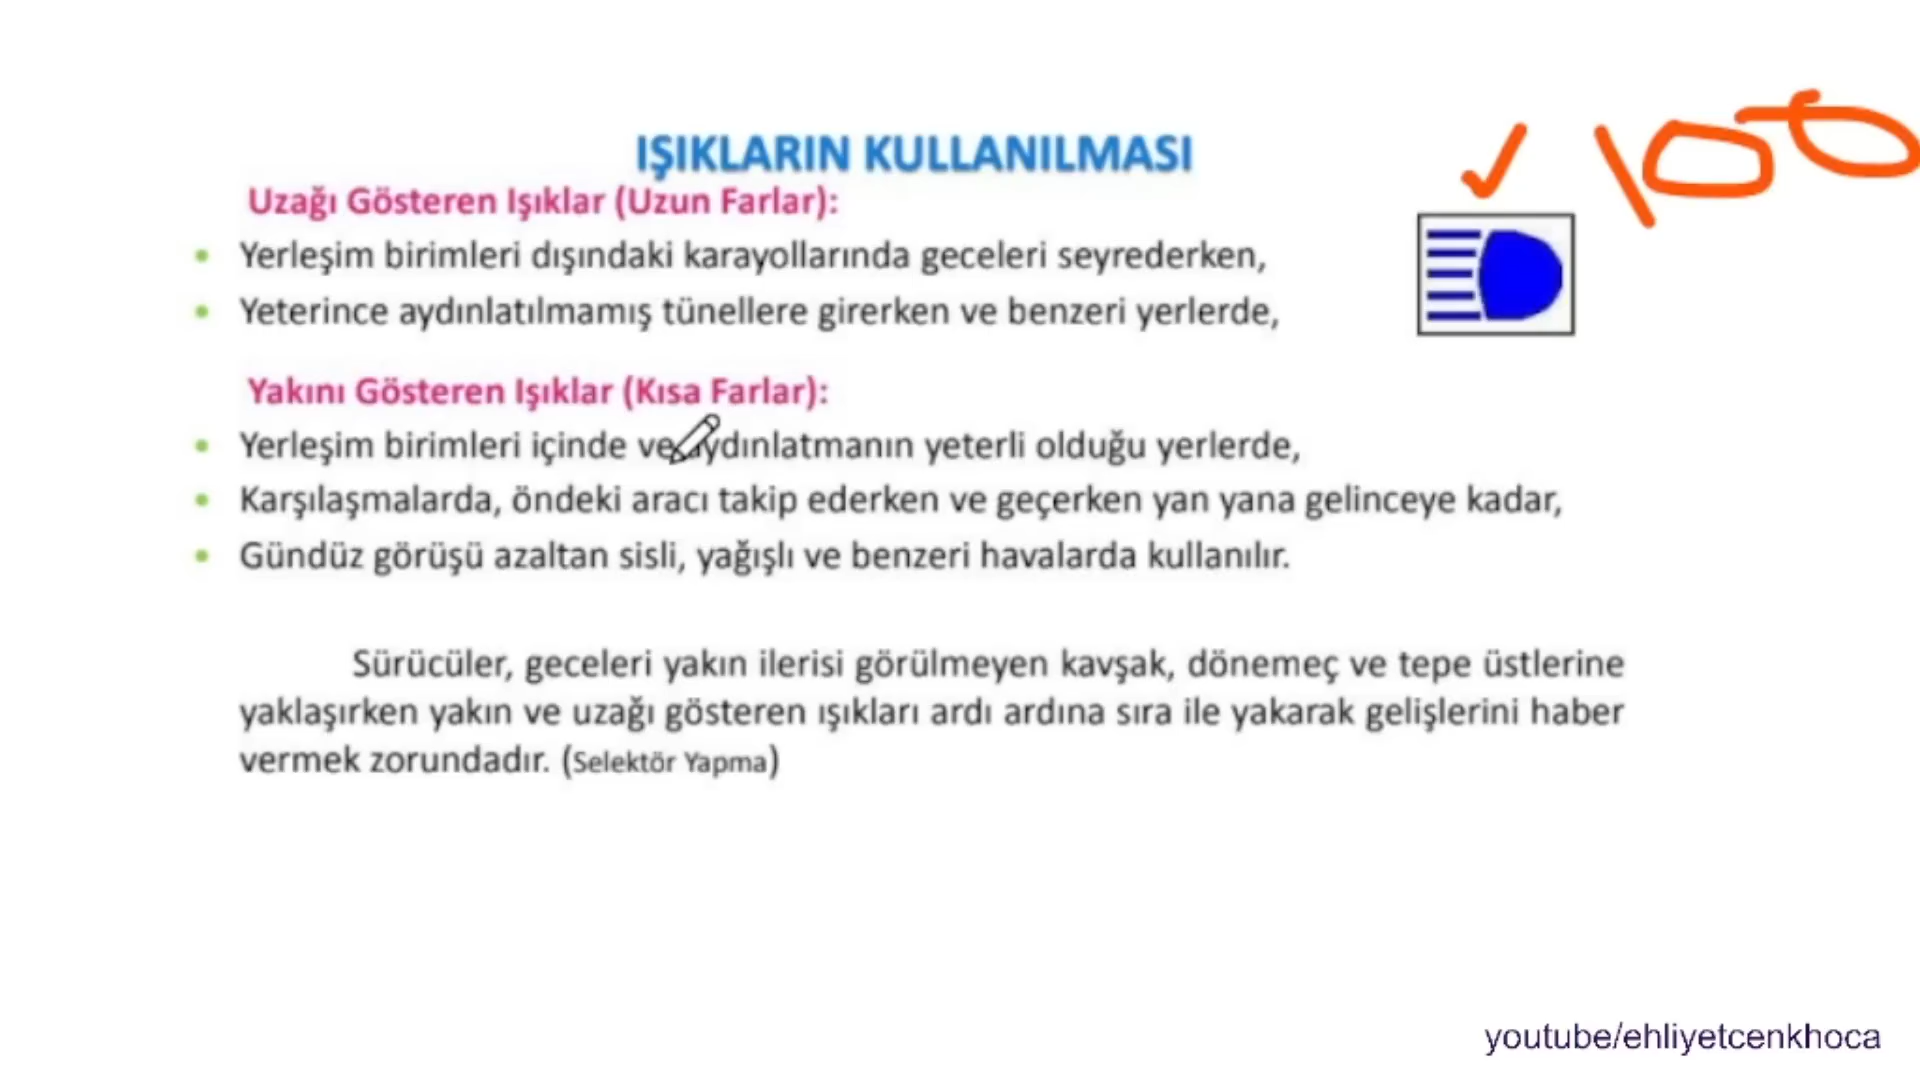 IŞIKLARIN KULLANILMASI
100
Uzağı Gösteren Işıklar (Uzun Farlar):
• Yerleşim birimleri dışındaki karayollarında geceleri seyrederken,
• Yeterince aydınlatılmamış tünellere girerken ve benzeri yerlerde,
Yakını Gösteren Işıklar (Kısa Farlar):
• Yerleşim birimleri içinde ve aydınlatmanın yeterli olduğu yerlerde,
• Karşılaşmalarda, öndeki aracı takip ederken ve geçerken yan yana gelinceye kadar,
• Gündüz görüşü azaltan sisli, yağışlı ve benzeri havalarda kullanılır.
Sürücüler, geceleri yakın ilerisi görülmeyen kavşak, dönemeç ve tepe üstlerine
yaklaşırken yakın ve uzağı gösteren ışıkları ardı ardına sıra ile yakarak gelişlerini haber
vermek zorundadır. (Selektör Yapma)
youtube/ehliyetcenkhoca